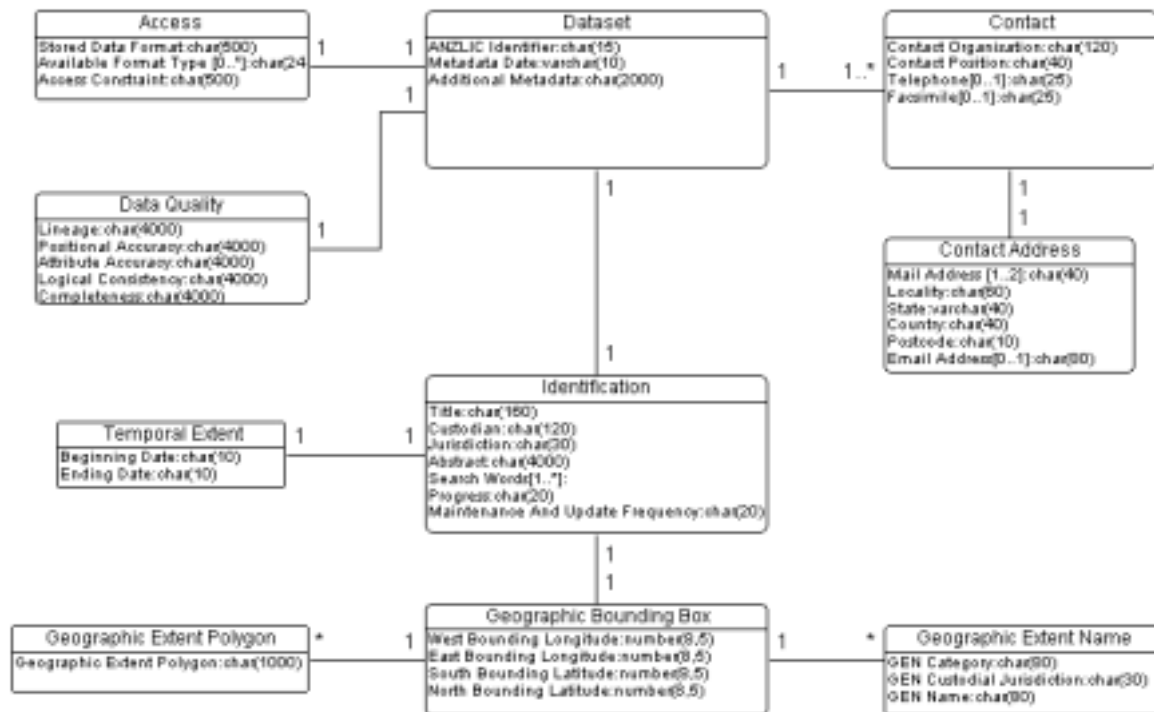 Access
Stored Data Format:char(500)
Available Format Type [0..*]:char(24
Access Constraint:char(500)
1
1
Dataset
ANZLIC Identifier:char(15)
Metadata Date:varchar(10)
Additional Metadata:char(2000)
1
1..*
Contact
Contact Organisation:char(120)
Contact Position:char(40)
Telephone[0..1]:char(25)
Facsimile[0..1]:char(25)
1
1
Data Quality
Lineage:char(4000)
Positional Accuracy:char(4000)
Attribute Accuracy:char(4000)
Logical Consistency:char(4000)
Completeness:char(4000)
1
1
1
1
Contact Address
Mail Address [1..2]:char(40)
Locality:char(60)
State:varchar(40)
Country:char(40)
Postcode:char(10)
Email Address[0..1]:char(80)
Identification
Title:char(160)
Custodian:char(120)
Jurisdiction:char(30)
Abstract:char(4000)
Search Words[1..*]:
Progress:char(20)
Maintenance And Update Frequency:char(20)
Temporal Extent
Beginning Date:char(10)
Ending Date:char(10)
1
1
1
1
Geographic Extent Polygon
Geographic Extent Polygon:char(1000)
*
1
Geographic Bounding Box
West Bounding Longitude:number(8,5)
East Bounding Longitude:number(8,5)
South Bounding Latitude:number(8,5)
North Bounding Latitude:number(8,5)
1
*
Geographic Extent Name
GEN Category:char(80)
GEN Custodial Jurisdiction:char(30)
GEN Name:char(80)